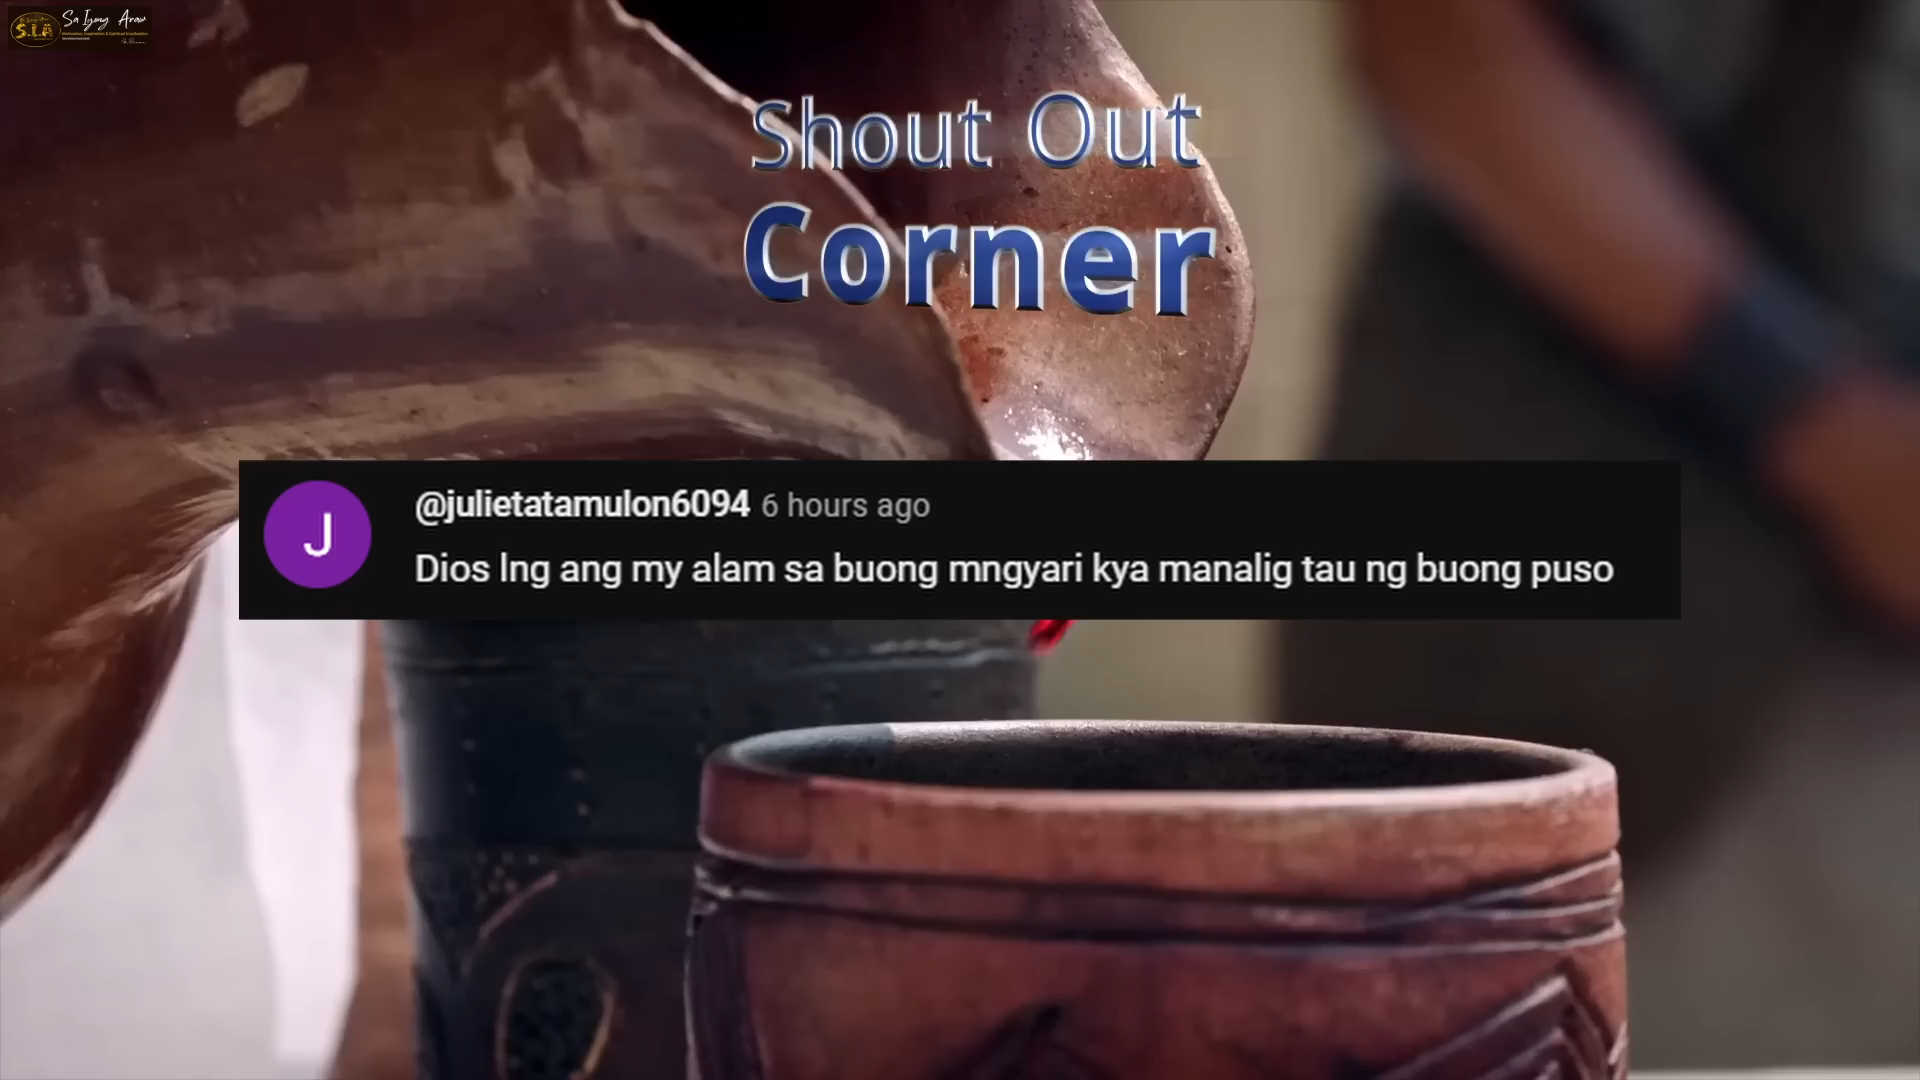 S.I.A
Sa Iyong Araw
Shout Out
Corner
J
@julietatamulon6094 6 hours ago
Dios lng ang my alam sa buong mngyari kya manalig tau ng buong puso